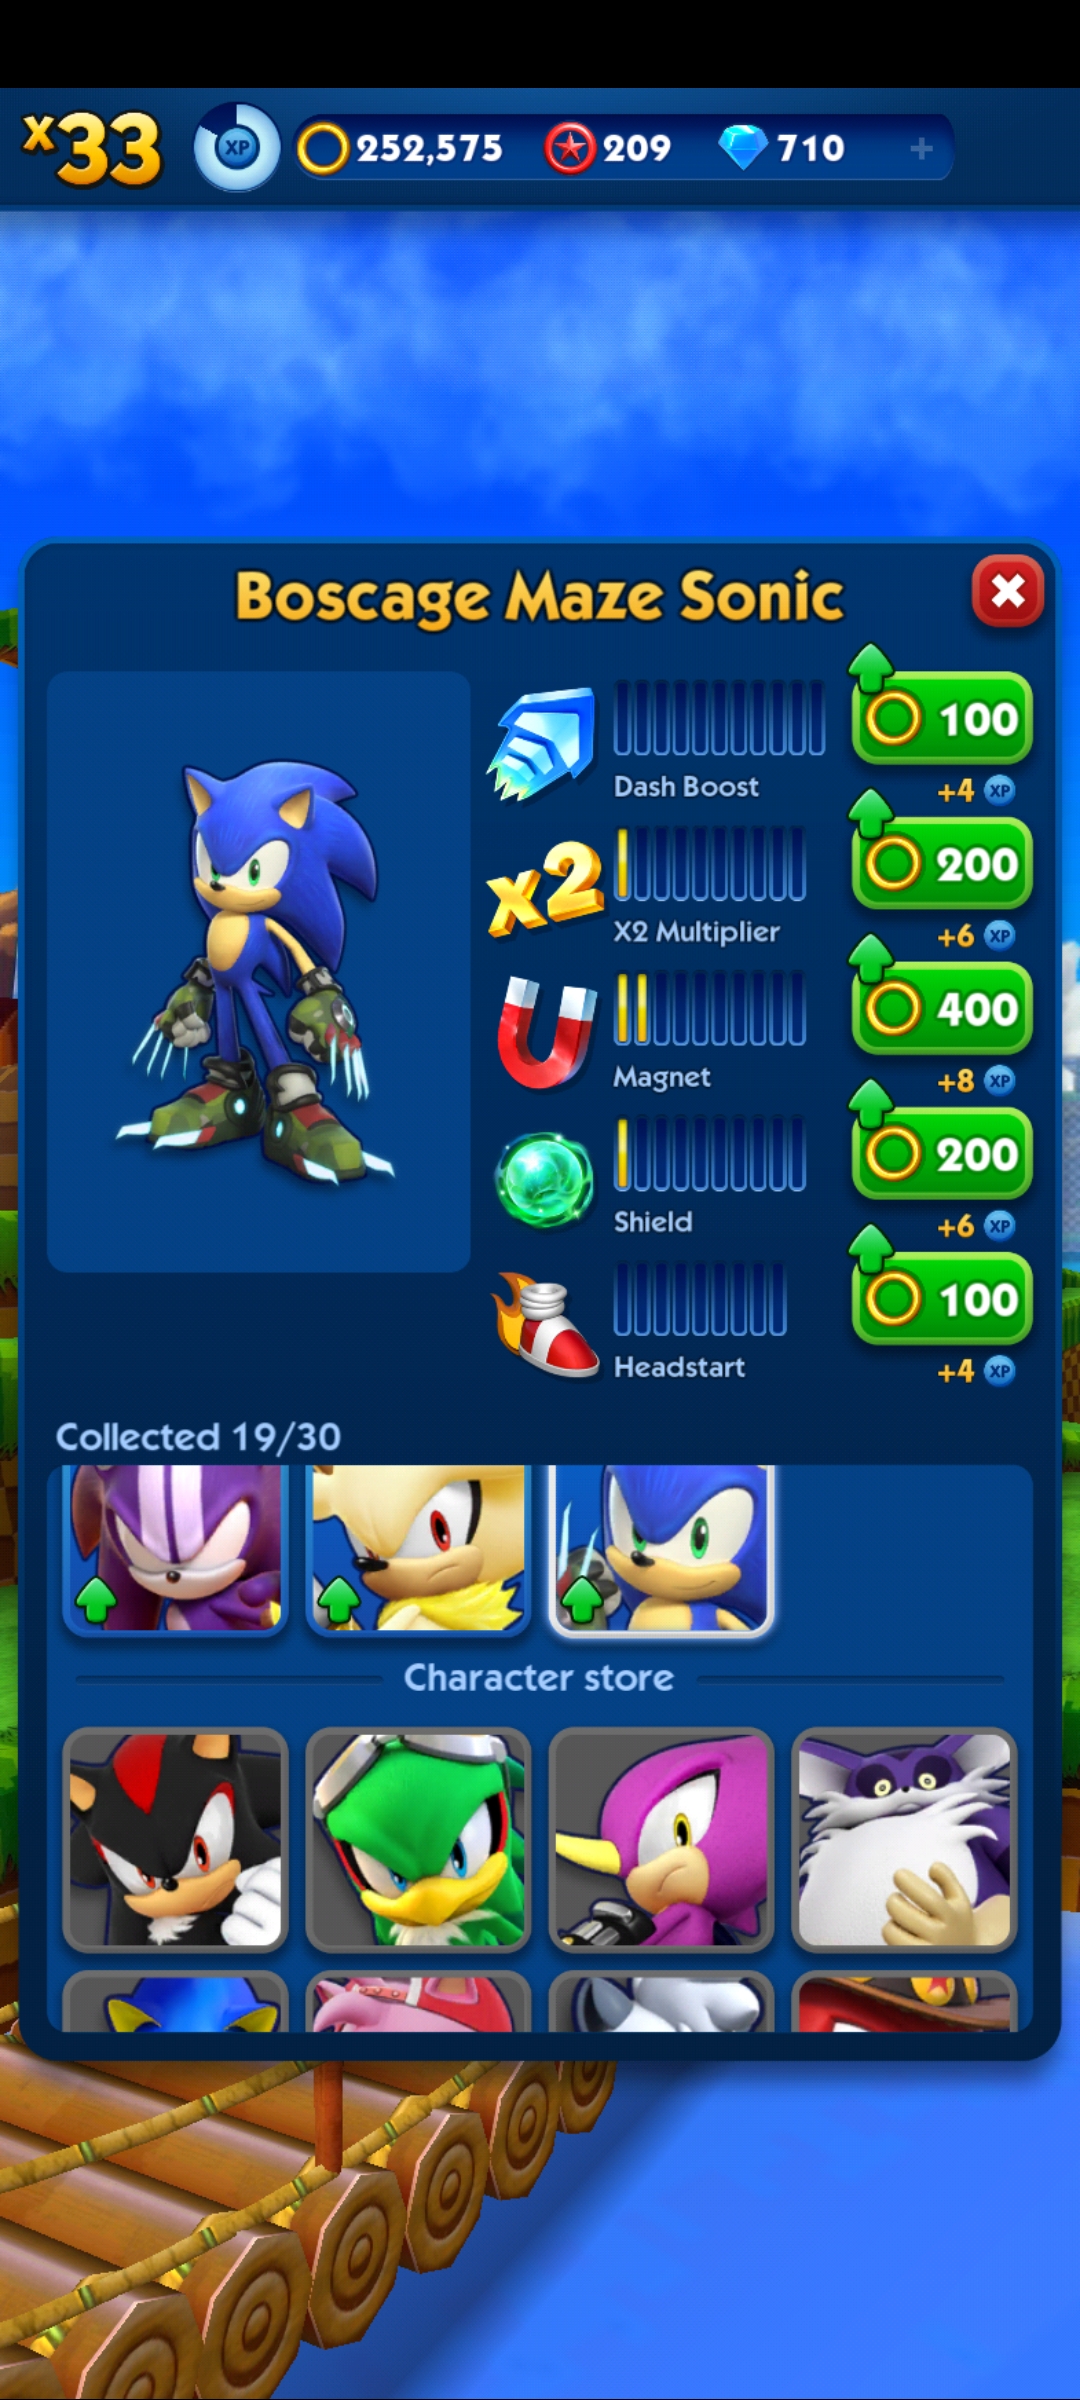 x33 XP 252,575 209 710 +
Boscage Maze Sonic
100
Dash Boost
+4 XP
x2
200
X2 Multiplier
+6 XP
400
Magnet
+8 XP
200
Shield
+6 XP
100
Headstart
+4 XP
Collected 19/30
Character store